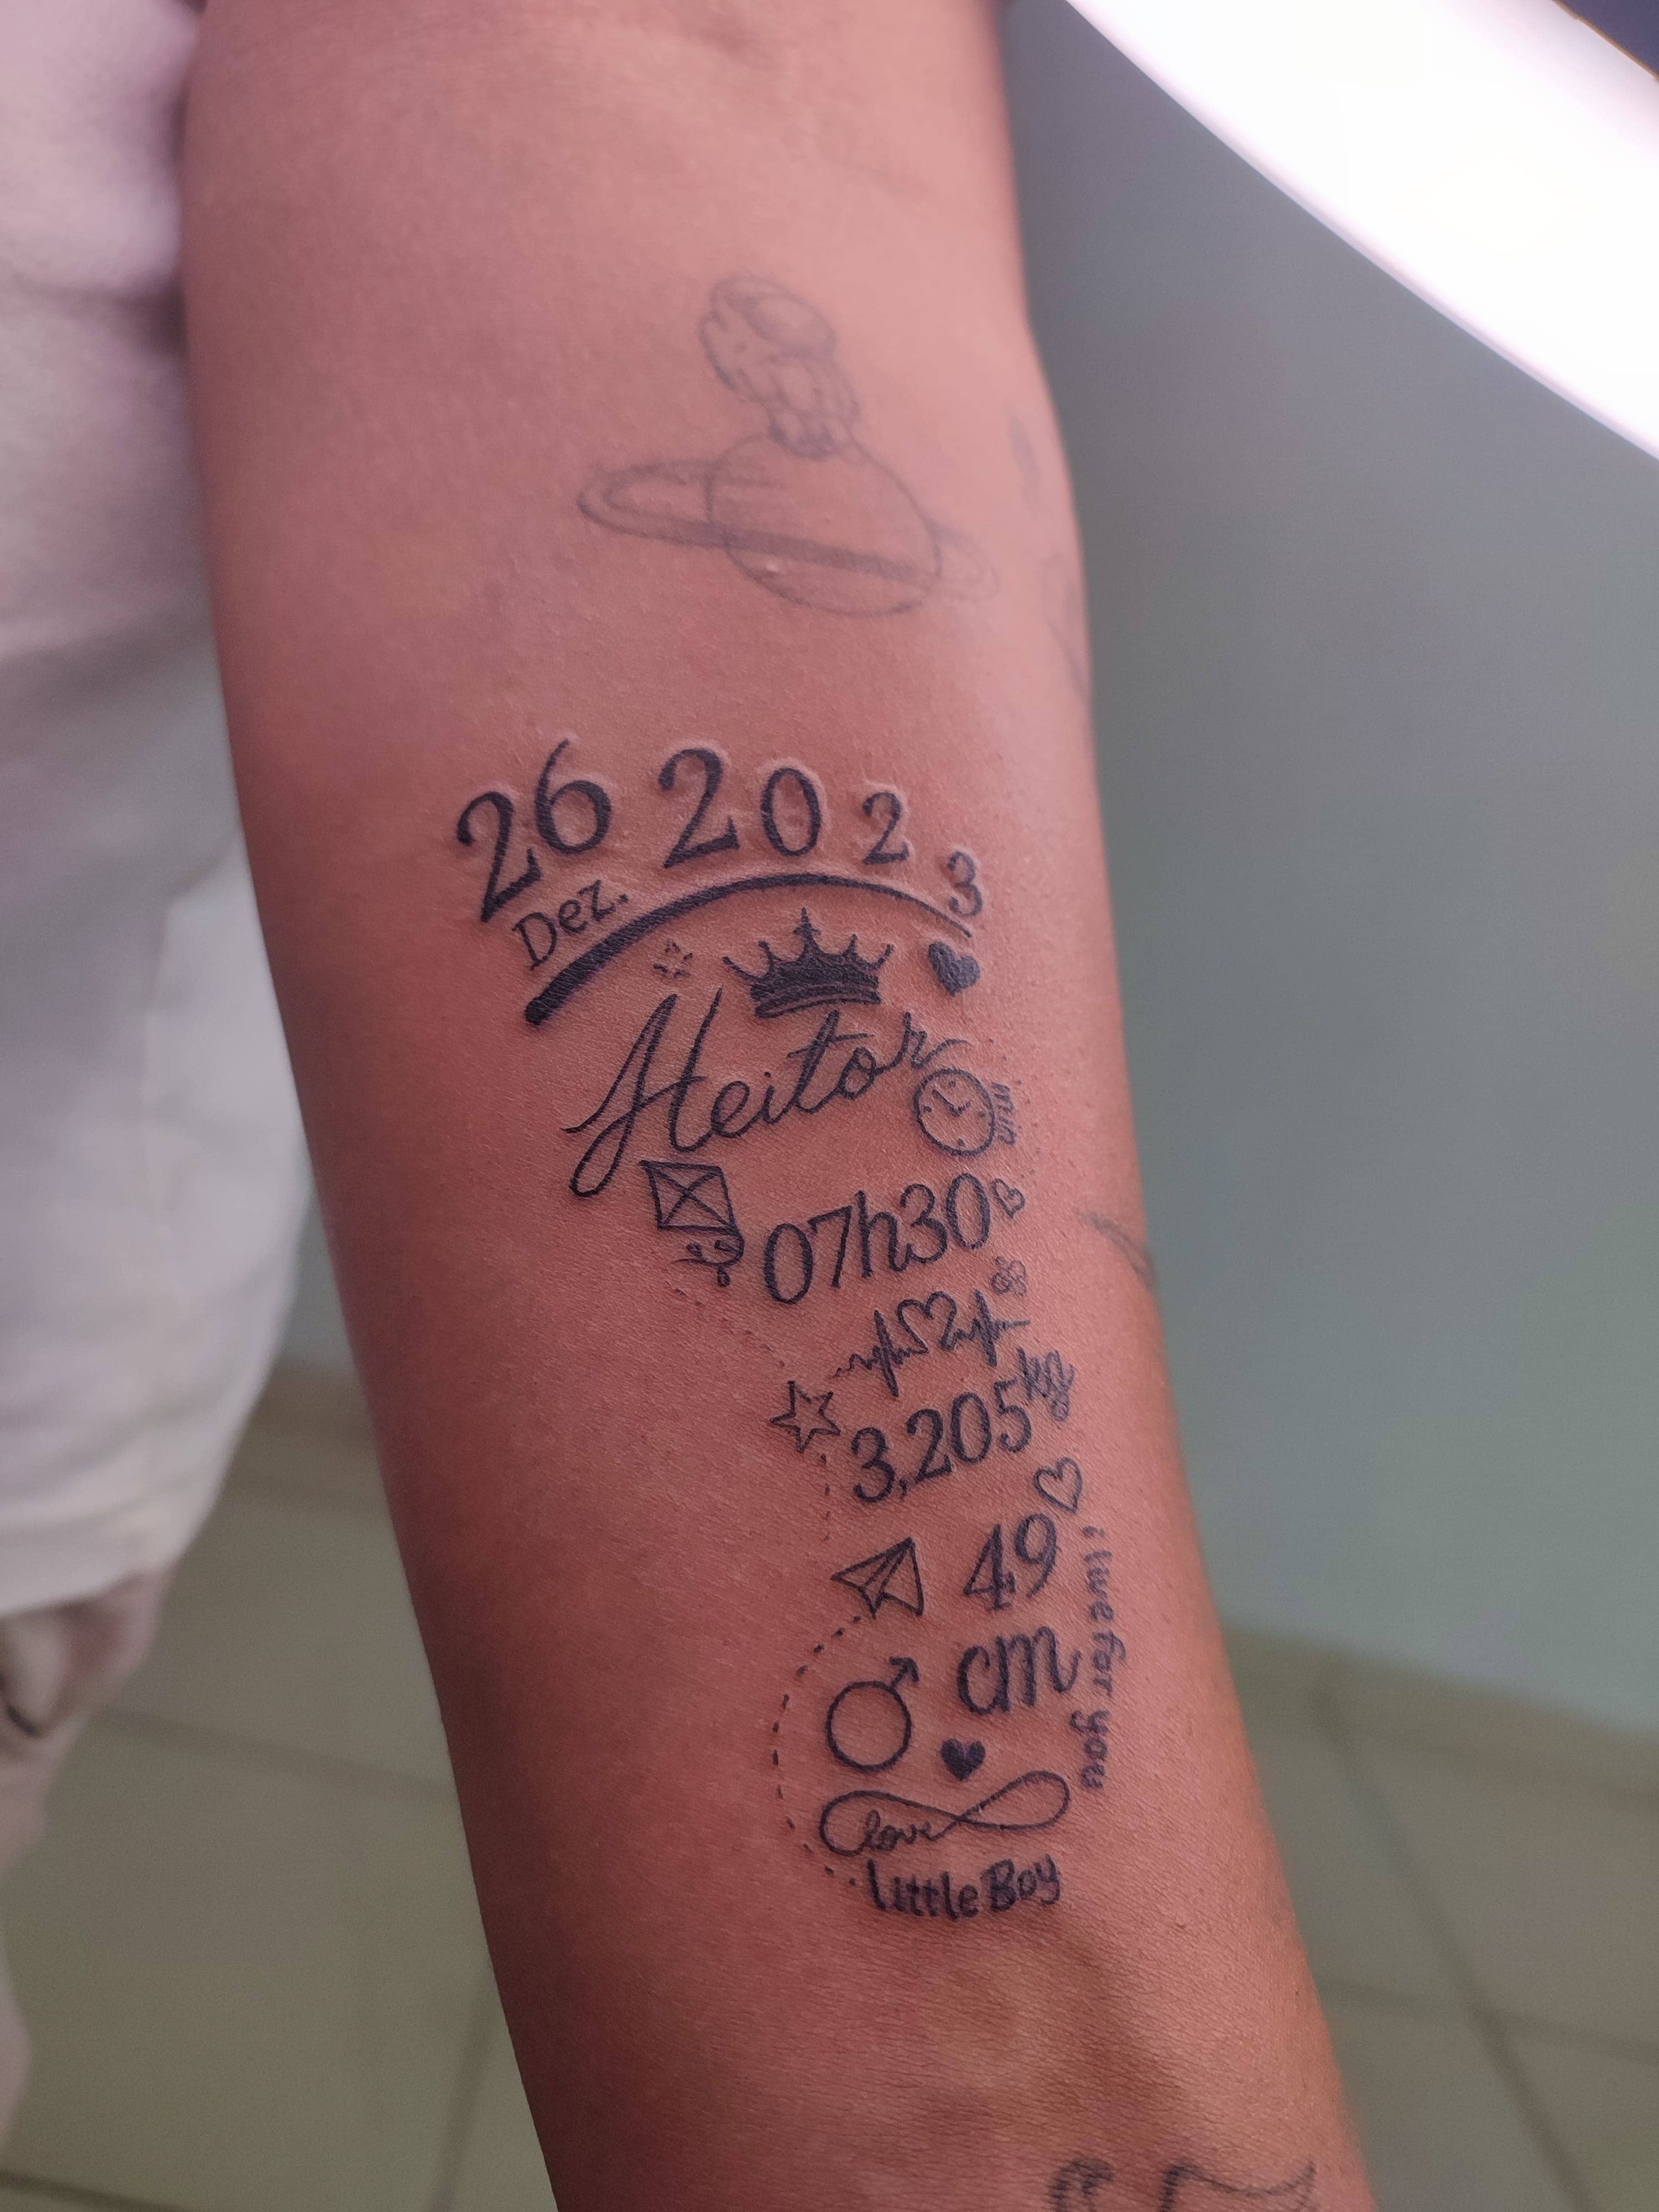 26 2023
Dez.
Heitor
07h30
3,205kg
49
cm
i live for you
love
Little Boy